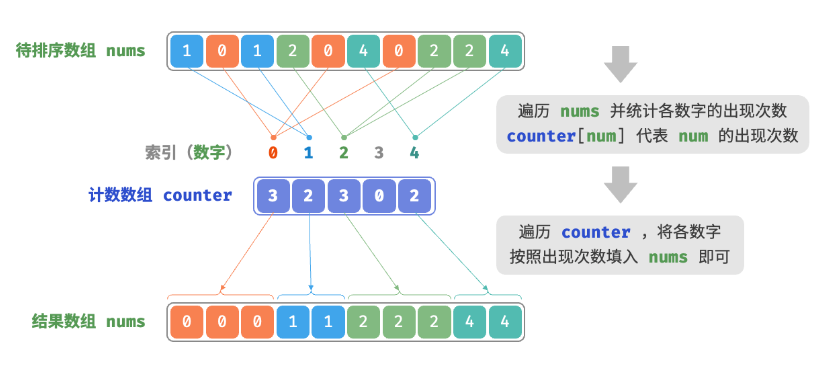 待排序数组 nums 1 0 1 2 0 4 0 2 2 4
遍历 nums 并统计各数字的出现次数
counter[num] 代表 num 的出现次数
索引（数字） 0 1 2 3 4
计数数组 counter 3 2 3 0 2
遍历 counter ，将各数字
按照出现次数填入 nums 即可
结果数组 nums 0 0 0 1 1 2 2 2 4 4